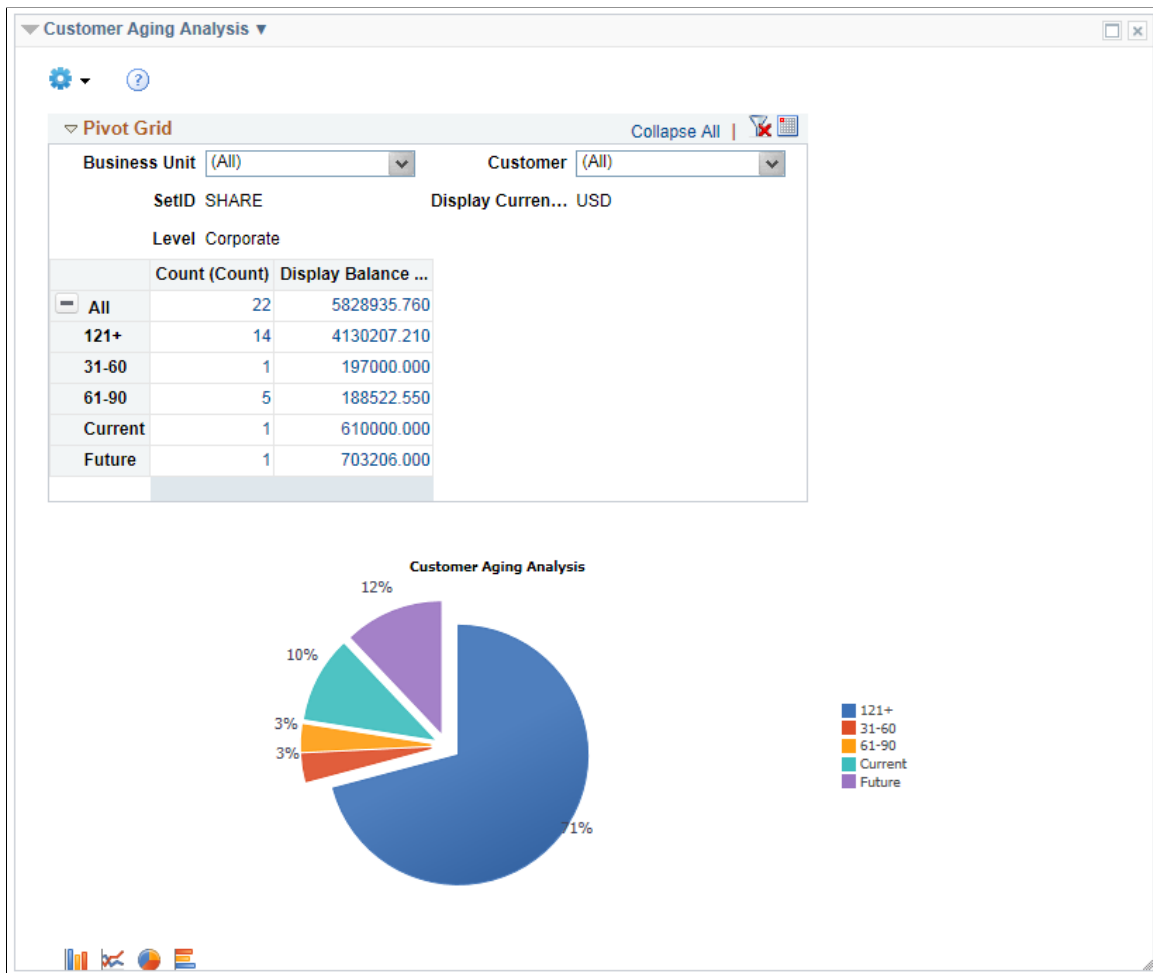 Customer Aging Analysis ▼
?
Pivot Grid
Collapse All |
Business Unit (All) Customer (All)
SetID SHARE Display Curren... USD
Level Corporate
Count (Count) Display Balance ...
All 22 5828935.760
121+ 14 4130207.210
31-60 1 197000.000
61-90 5 188522.550
Current 1 610000.000
Future 1 703206.000
Customer Aging Analysis
12%
10%
3%
3%
71%
121+
31-60
61-90
Current
Future